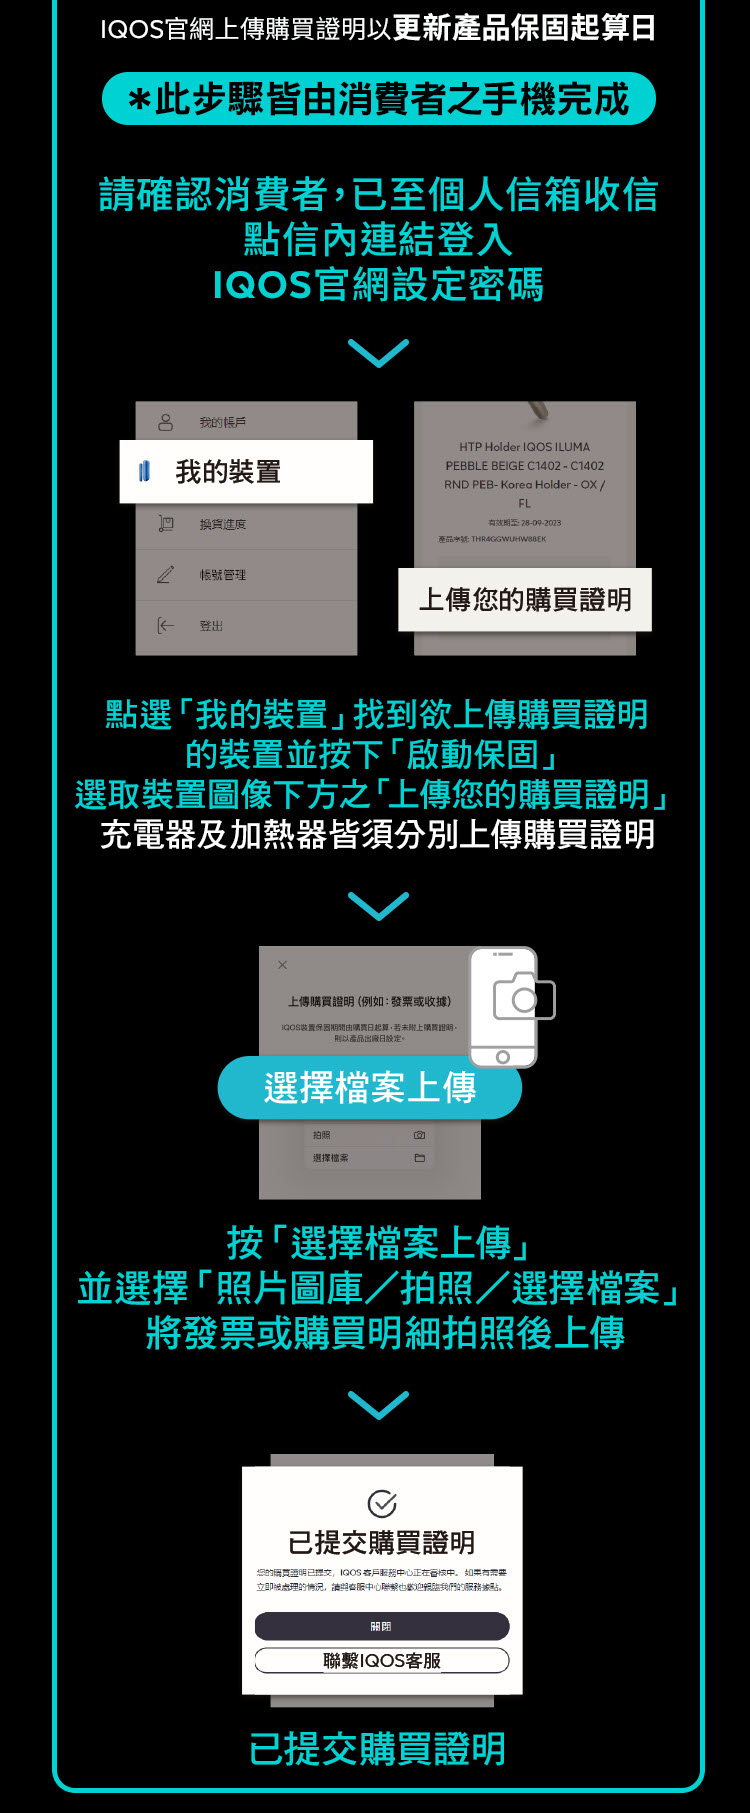 IQOS官網上傳購買證明以更新產品保固起算日
*此步驟皆由消費者之手機完成
請確認消費者，已至個人信箱收信
點信內連結登入
IQOS官網設定密碼
我的帳戶
我的裝置
換貨進度
帳號管理
登出
HTP Holder IQOS ILUMA
PEBBLE BEIGE C1402 - C1402
RND PEB- Korea Holder - OX /
FL
有效期至: 28-09-2023
產品序號: THR4GGWUHW88EK
上傳您的購買證明
點選「我的裝置」找到欲上傳購買證明
的裝置並按下「啟動保固」
選取裝置圖像下方之「上傳您的購買證明」
充電器及加熱器皆須分別上傳購買證明
上傳購買證明 (例如：發票或收據)
IQOS裝置保固期間由購買日起算，若未附上購買證明，
則以產品出廠日設定。
選擇檔案上傳
拍照
選擇檔案
按「選擇檔案上傳」
並選擇「照片圖庫／拍照／選擇檔案」
將發票或購買明細拍照後上傳
已提交購買證明
您的購買證明已提交，IQOS 客戶服務中心正在審核中。 如果有需要
立即被處理的情況，請與客服中心聯繫也歡迎親臨我們的服務據點。
關閉
聯繫IQOS客服
已提交購買證明